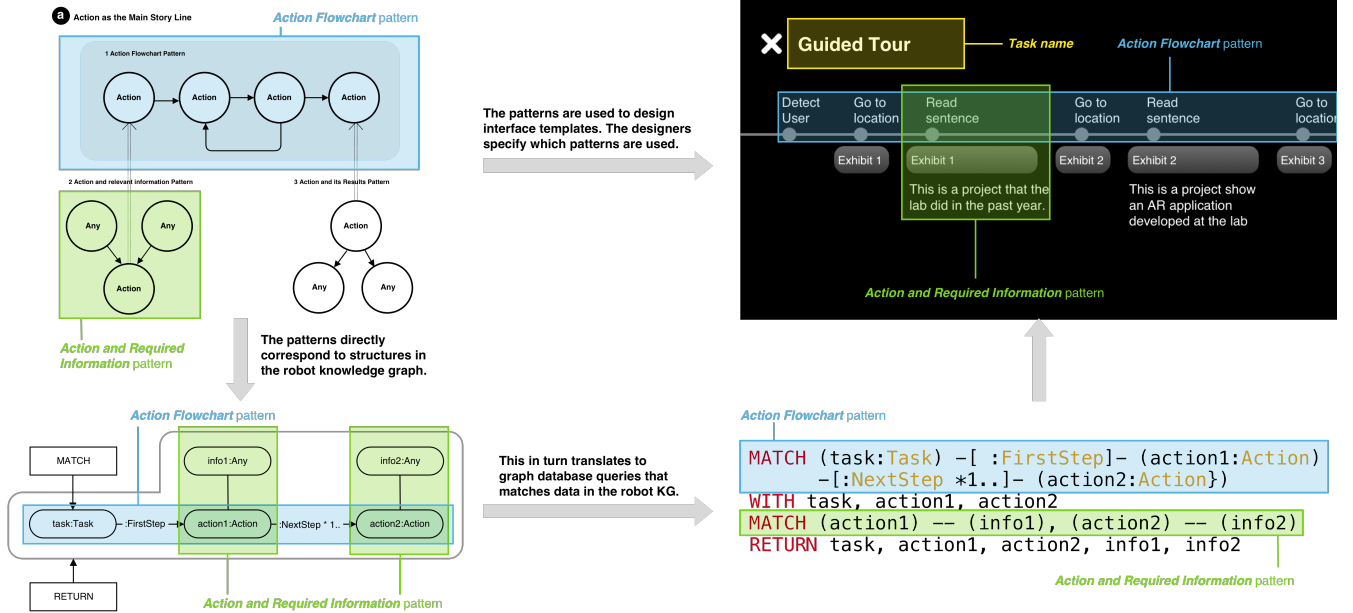 a Action as the Main Story Line
Action Flowchart pattern
1 Action Flowchart Pattern
Action
Action
Action
Action
2 Action and relevant information Pattern
3 Action and its Results Pattern
Any
Any
Action
Action
Any
Any
Action and Required
Information pattern
The patterns are used to design
interface templates. The designers
specify which patterns are used.
Guided Tour
Task name
Action Flowchart pattern
Detect
User
Go to
location
Read
sentence
Go to
location
Read
sentence
Go to
location
Exhibit 1
Exhibit 1
Exhibit 2
Exhibit 2
Exhibit 3
This is a project that the
lab did in the past year.
This is a project show
an AR application
developed at the lab
Action and Required Information pattern
The patterns directly
correspond to structures in
the robot knowledge graph.
Action Flowchart pattern
MATCH
info1:Any
info2:Any
task:Task
:FirstStep
action1:Action
:NextStep * 1..
action2:Action
RETURN
Action and Required Information pattern
This in turn translates to
graph database queries that
matches data in the robot KG.
Action Flowchart pattern
MATCH (task:Task) -[ :FirstStep]- (action1:Action)
-[:NextStep *1..]- (action2:Action})
WITH task, action1, action2
MATCH (action1) -- (info1), (action2) -- (info2)
RETURN task, action1, action2, info1, info2
Action and Required Information pattern